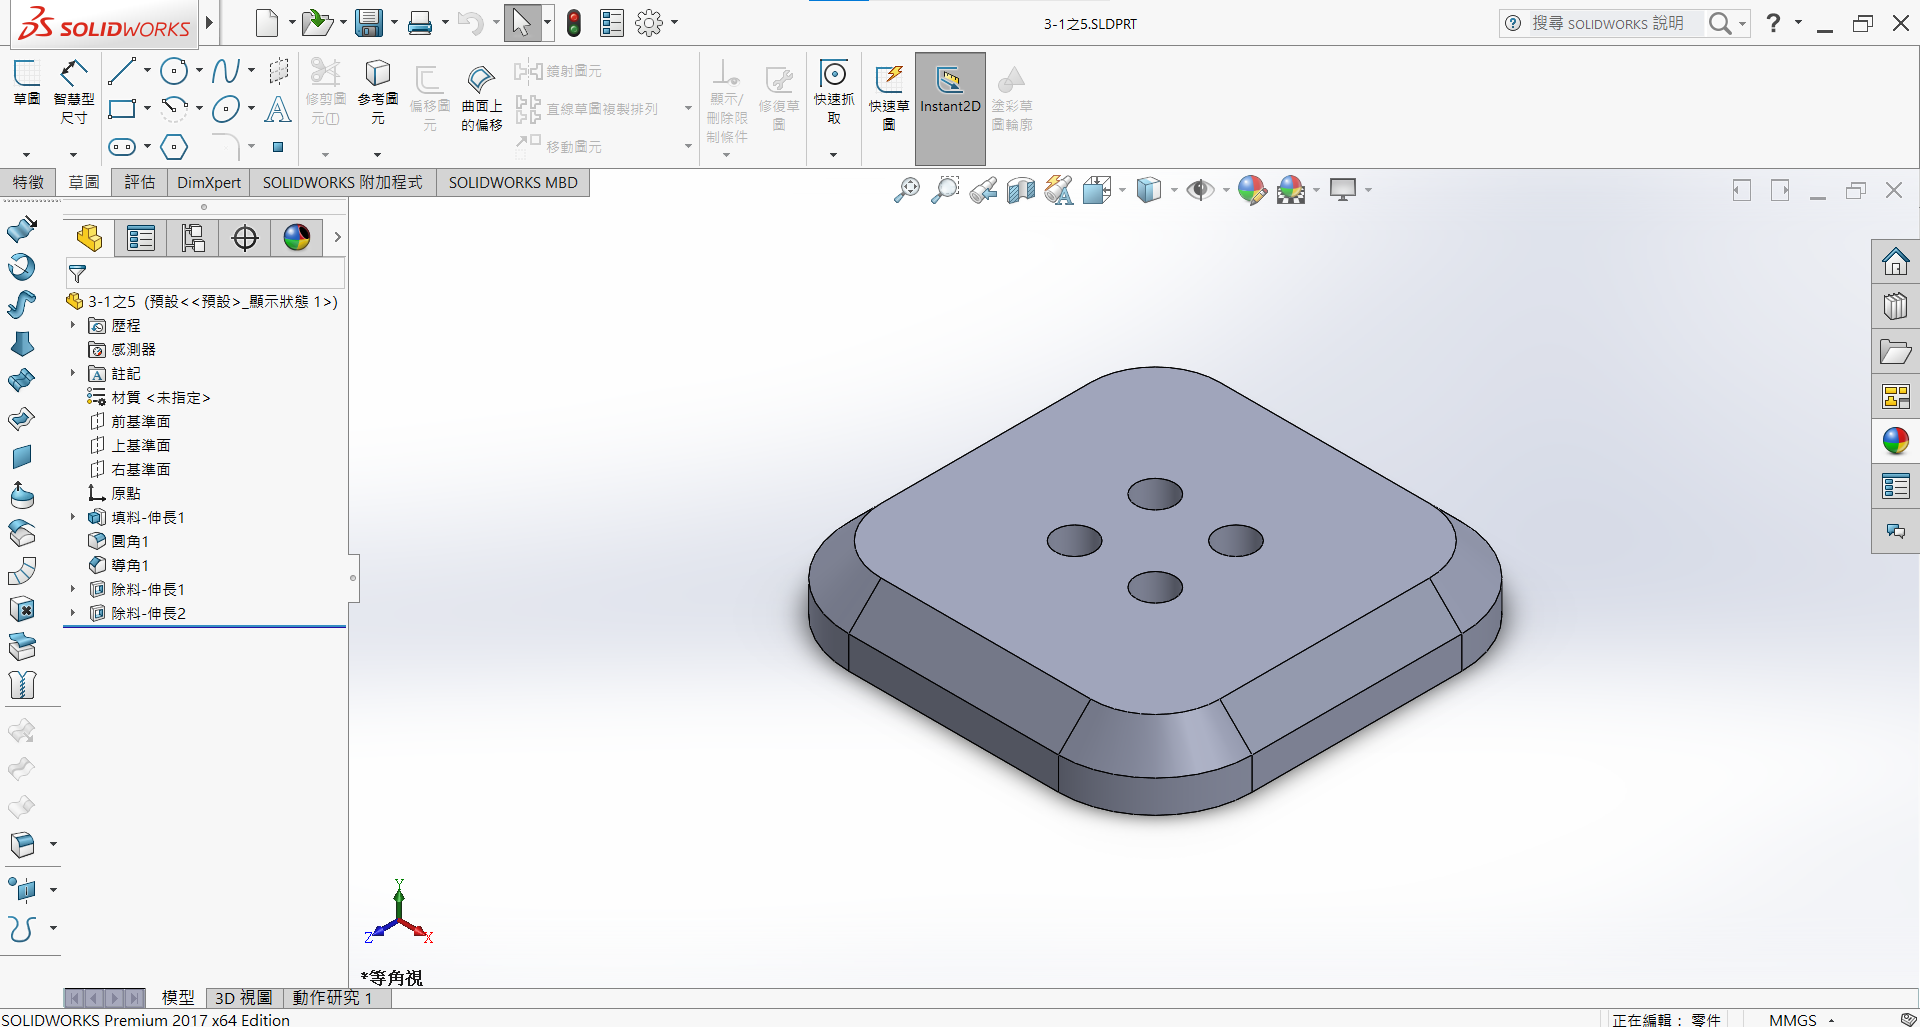 SOLIDWORKS
3-1之5.SLDPRT
搜尋 SOLIDWORKS 說明
草圖
智慧型
尺寸
修剪圖
元(T)
參考圖
元
偏移圖
元
曲面上
的偏移
鏡射圖元
直線草圖複製排列
移動圖元
顯示/
刪除限
制條件
修復草
圖
快速抓
取
快速草
圖
Instant2D
塗彩草
圖輪廓
特徵
草圖
評估
DimXpert
SOLIDWORKS 附加程式
SOLIDWORKS MBD
3-1之5 (預設<<預設>_顯示狀態 1>)
歷程
感測器
註記
材質 <未指定>
前基準面
上基準面
右基準面
原點
填料-伸長1
圓角1
導角1
除料-伸長1
除料-伸長2
Y
Z
X
*等角視
模型
3D 視圖
動作研究 1
SOLIDWORKS Premium 2017 x64 Edition
正在編輯： 零件
MMGS